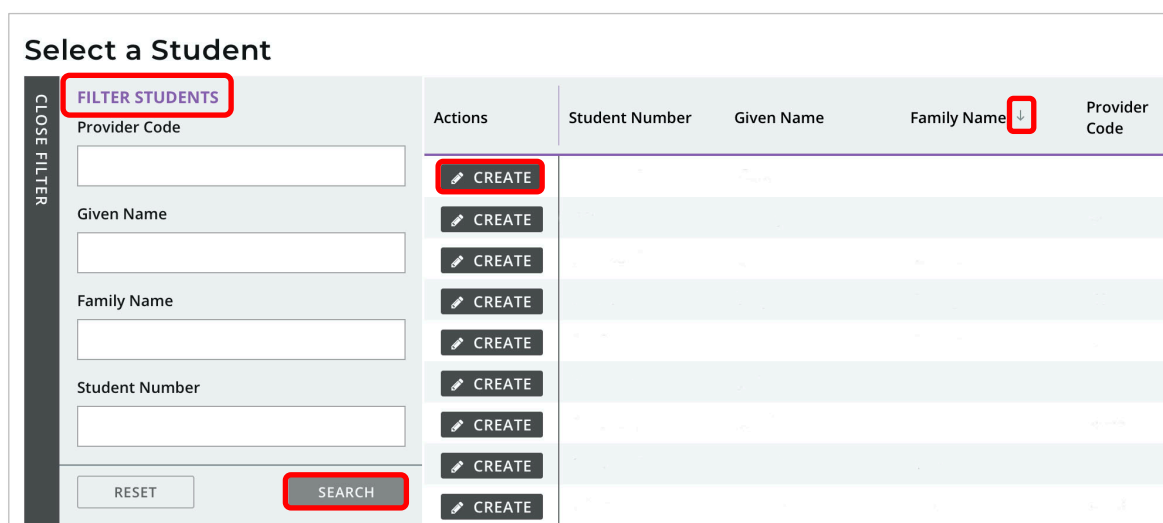 Select a Student
CLOSE FILTER
FILTER STUDENTS
Provider Code
Given Name
Family Name
Student Number
RESET
SEARCH
Actions
Student Number
Given Name
Family Name ↓
Provider
Code
CREATE
CREATE
CREATE
CREATE
CREATE
CREATE
CREATE
CREATE
CREATE